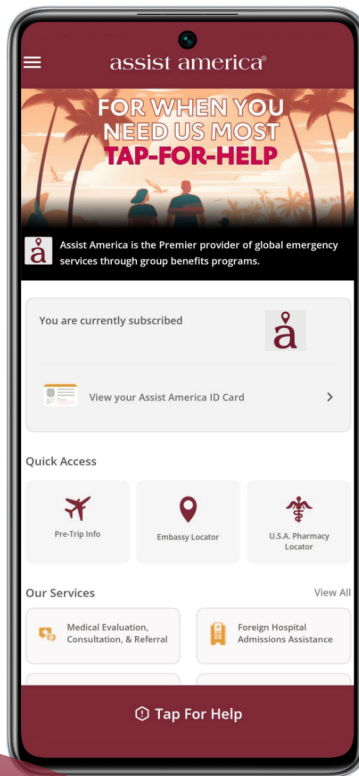 assist america®
FOR WHEN YOU
NEED US MOST
TAP-FOR-HELP
å
Assist America is the Premier provider of global emergency
services through group benefits programs.
You are currently subscribed
å
View your Assist America ID Card
Quick Access
Pre-Trip Info
Embassy Locator
U.S.A. Pharmacy
Locator
Our Services
View All
Medical Evaluation,
Consultation, & Referral
Foreign Hospital
Admissions Assistance
Tap For Help